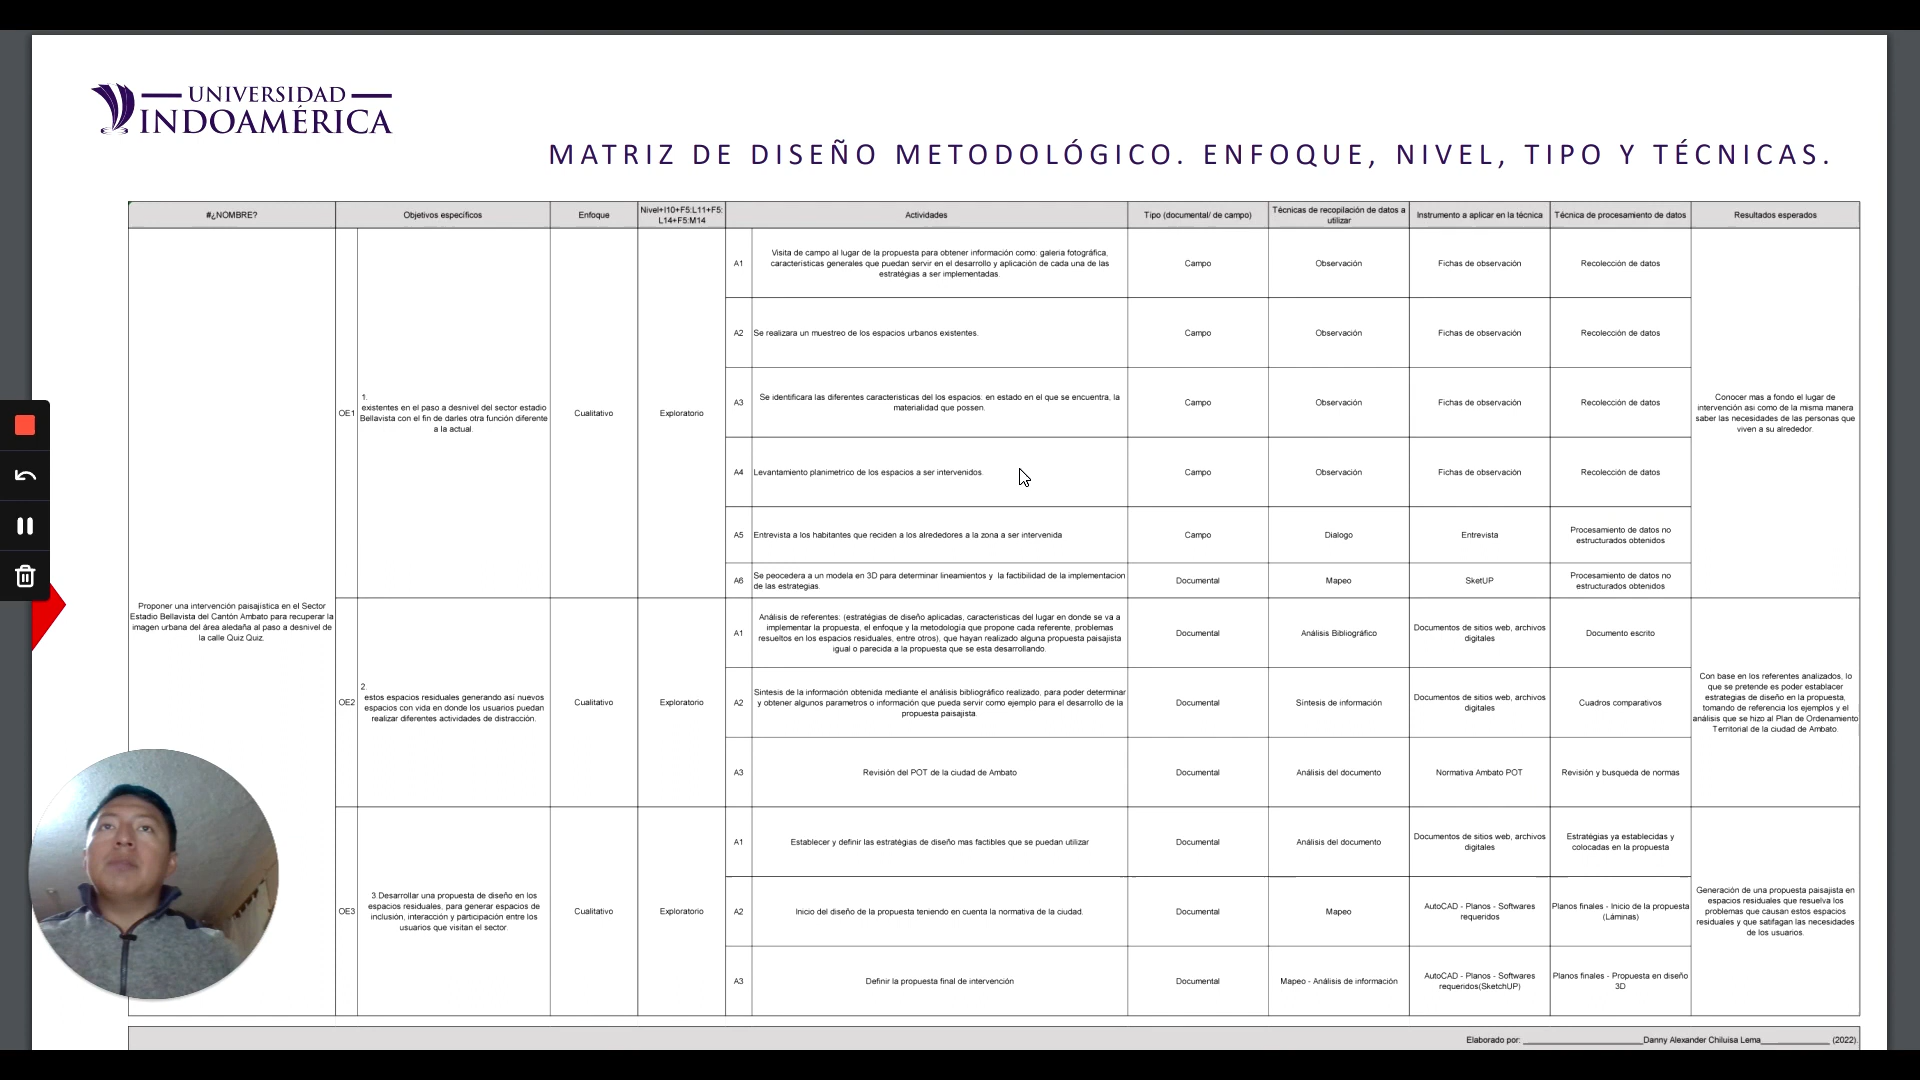 UNIVERSIDAD
INDOAMÉRICA
MATRIZ DE DISEÑO METODOLÓGICO. ENFOQUE, NIVEL, TIPO Y TÉCNICAS.
#¿NOMBRE?
Objetivos específicos
Enfoque
Nivel+I10+F5:L11+F5:
L14+F5:M14
Actividades
Tipo (documental/ de campo)
Técnicas de recopilación de datos a
utilizar
Instrumento a aplicar en la técnica
Técnica de procesamiento de datos
Resultados esperados
Proponer una intervención paisajística en el Sector
Estadio Bellavista del Cantón Ambato para recuperar la
imagen urbana del área aledaña al paso a desnivel de
la calle Quiz Quiz.
OE1
1.
existentes en el paso a desnivel del sector estadio
Bellavista con el fin de darles otra función diferente
a la actual.
Cualitativo
Exploratorio
A1
Visita de campo al lugar de la propuesta para obtener información como: galeria fotográfica,
características generales que puedan servir en el desarrollo y aplicación de cada una de las
estratégias a ser implementadas.
Campo
Observación
Fichas de observación
Recolección de datos
A2
Se realizara un muestreo de los espacios urbanos existentes.
Campo
Observación
Fichas de observación
Recolección de datos
A3
Se identificara las diferentes caracteristicas del los espacios: en estado en el que se encuentra, la
materialidad que possen.
Campo
Observación
Fichas de observación
Recolección de datos
A4
Levantamiento planimetrico de los espacios a ser intervenidos.
Campo
Observación
Fichas de observación
Recolección de datos
A5
Entrevista a los habitantes que reciden a los alrededores a la zona a ser intervenida
Campo
Dialogo
Entrevista
Procesamiento de datos no
estructurados obtenidos
A6
Se peocedera a un modela en 3D para determinar lineamientos y la factibilidad de la implementacion
de las estrategias.
Documental
Mapeo
SketUP
Procesamiento de datos no
estructurados obtenidos
Conocer mas a fondo el lugar de
intervención asi como de la misma manera
saber las necesidades de las personas que
viven a su alrededor.
OE2
2.
estos espacios residuales generando así nuevos
espacios con vida en donde los usuarios puedan
realizar diferentes actividades de distracción.
Cualitativo
Exploratorio
A1
Análisis de referentes: (estratégias de diseño aplicadas, caracteristicas del lugar en donde se va a
implementar la propuesta, el enfoque y la metodología que propone cada referente, problemas
resueltos en los espacios residuales, entre otros), que hayan realizado alguna propuesta paisajista
igual o parecida a la propuesta que se esta desarrollando.
Documental
Análisis Bibliográfico
Documentos de sitios web, archivos
digitales
Documento escrito
A2
Sintesis de la información obtenida mediante el análisis bibliográfico realizado, para poder determinar
y obtener algunos parametros o información que pueda servir como ejemplo para el desarrollo de la
propuesta paisajista.
Documental
Sintesis de información
Documentos de sitios web, archivos
digitales
Cuadros comparativos
A3
Revisión del POT de la ciudad de Ambato
Documental
Análisis del documento
Normativa Ambato POT
Revisión y busqueda de normas
Con base en los referentes analizados, lo
que se pretende es poder establacer
estrategias de diseño en la propuesta,
tomando de referencia los ejemplos y el
análisis que se hizo al Plan de Ordenamiento
Territorial de la ciudad de Ambato.
OE3
3.Desarrollar una propuesta de diseño en los
espacios residuales, para generar espacios de
inclusión, interacción y participación entre los
usuarios que visitan el sector.
Cualitativo
Exploratorio
A1
Establecer y definir las estratégias de diseño mas factibles que se puedan utilizar
Documental
Análisis del documento
Documentos de sitios web, archivos
digitales
Estratégias ya establecidas y
colocadas en la propuesta
A2
Inicio del diseño de la propuesta teniendo en cuenta la normativa de la ciudad.
Documental
Mapeo
AutoCAD - Planos - Softwares
requeridos
Planos finales - Inicio de la propuesta
(Láminas)
A3
Definir la propuesta final de intervención
Documental
Mapeo - Análisis de información
AutoCAD - Planos - Softwares
requeridos(SketchUP)
Planos finales - Propuesta en diseño
3D
Generación de una propuesta paisajista en
espacios residuales que resuelva los
problemas que causan estos espacios
residuales y que satifagan las necesidades
de los usuarios.
Elaborado por: __________________________Danny Alexander Chiluisa Lema_______________ (2022).